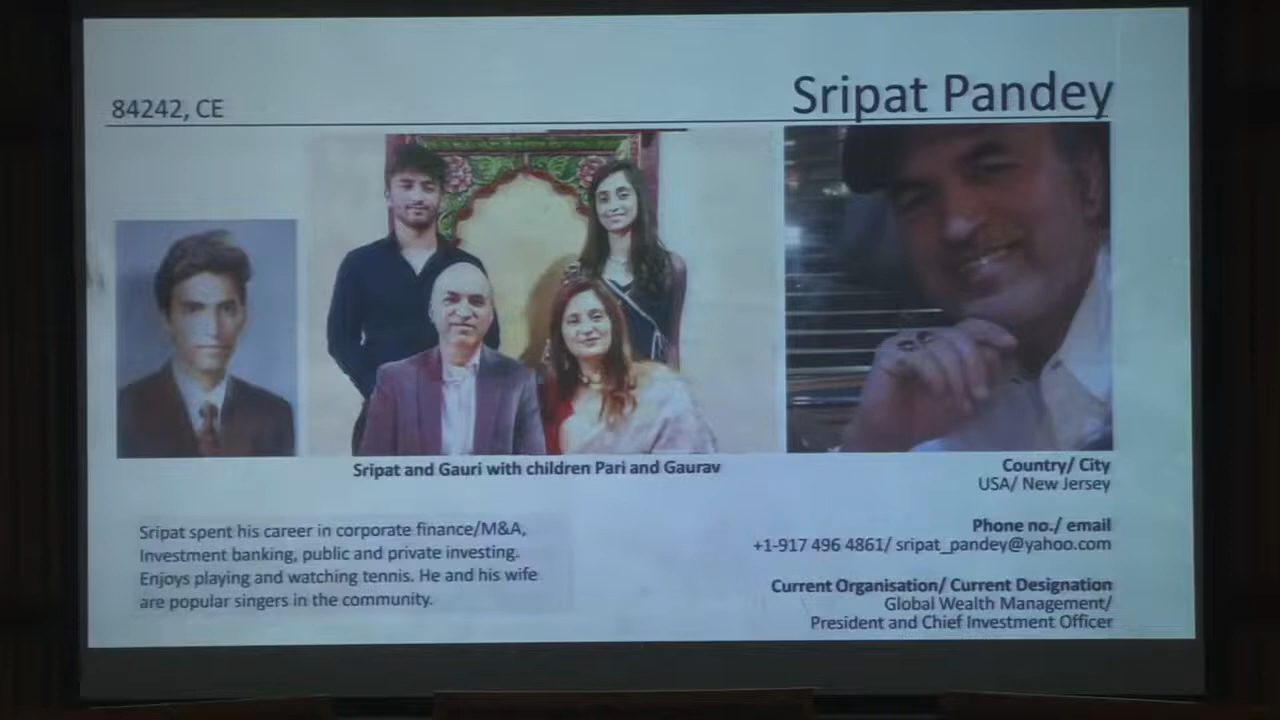 84242, CE
Sripat Pandey
Sripat and Gauri with children Pari and Gaurav
Sripat spent his career in corporate finance/M&A,
Investment banking, public and private investing.
Enjoys playing and watching tennis. He and his wife
are popular singers in the community.
Country/ City
USA/ New Jersey
Phone no./ email
+1-917 496 4861/ sripat_pandey@yahoo.com
Current Organisation/ Current Designation
Global Wealth Management/
President and Chief Investment Officer